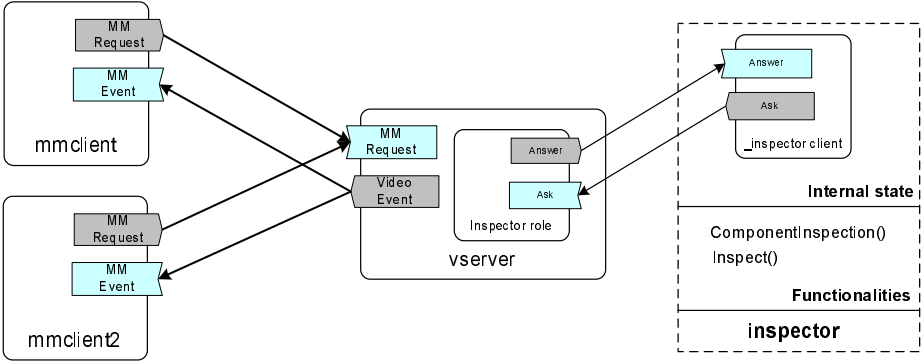 MM
Request
MM
Event
mmclient
MM
Request
MM
Event
mmclient2
MM
Request
Video
Event
Answer
Ask
Inspector role
vserver
Answer
Ask
_inspector client
Internal state
ComponentInspection()
Inspect()
Functionalities
inspector